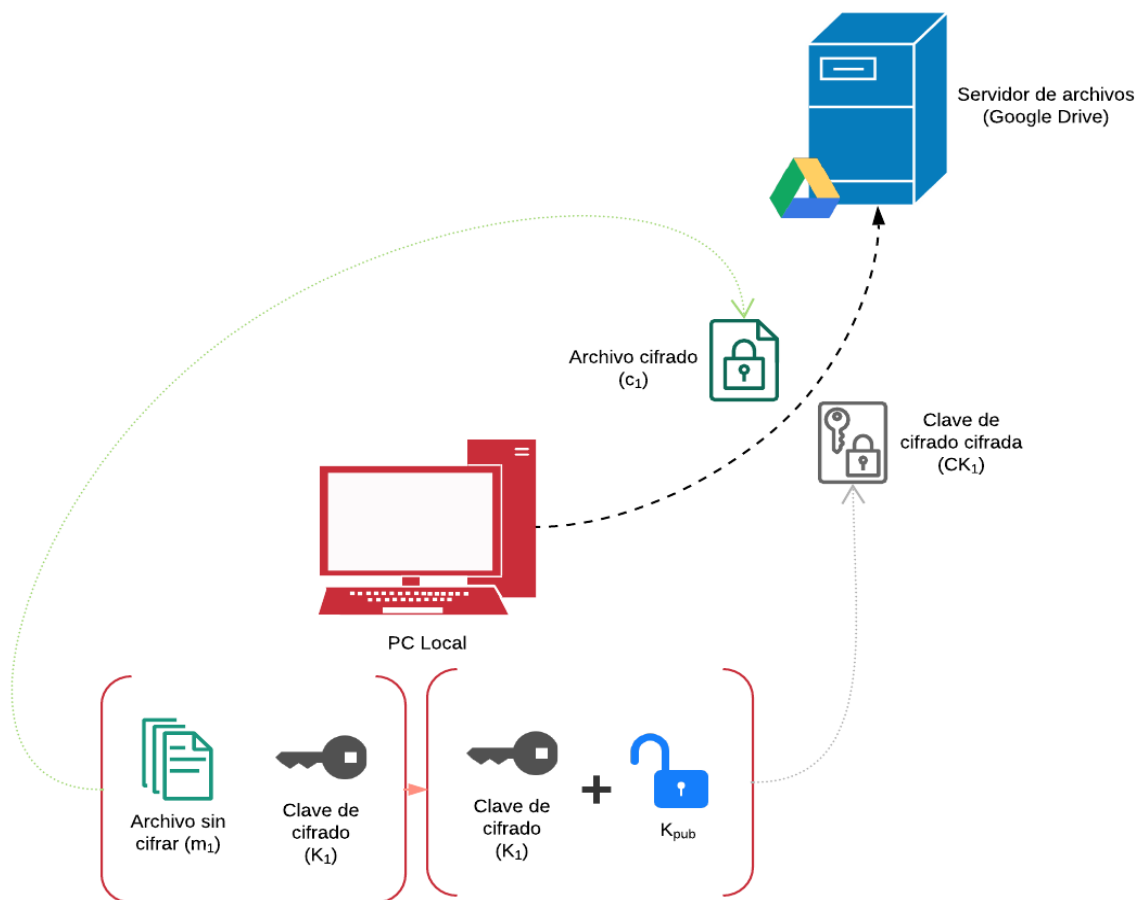 Servidor de archivos
(Google Drive)
Archivo cifrado
(c₁)
Clave de
cifrado cifrada
(CK₁)
PC Local
Archivo sin
cifrar (m₁)
Clave de
cifrado
(K₁)
Clave de
cifrado
(K₁)
+
K_pub